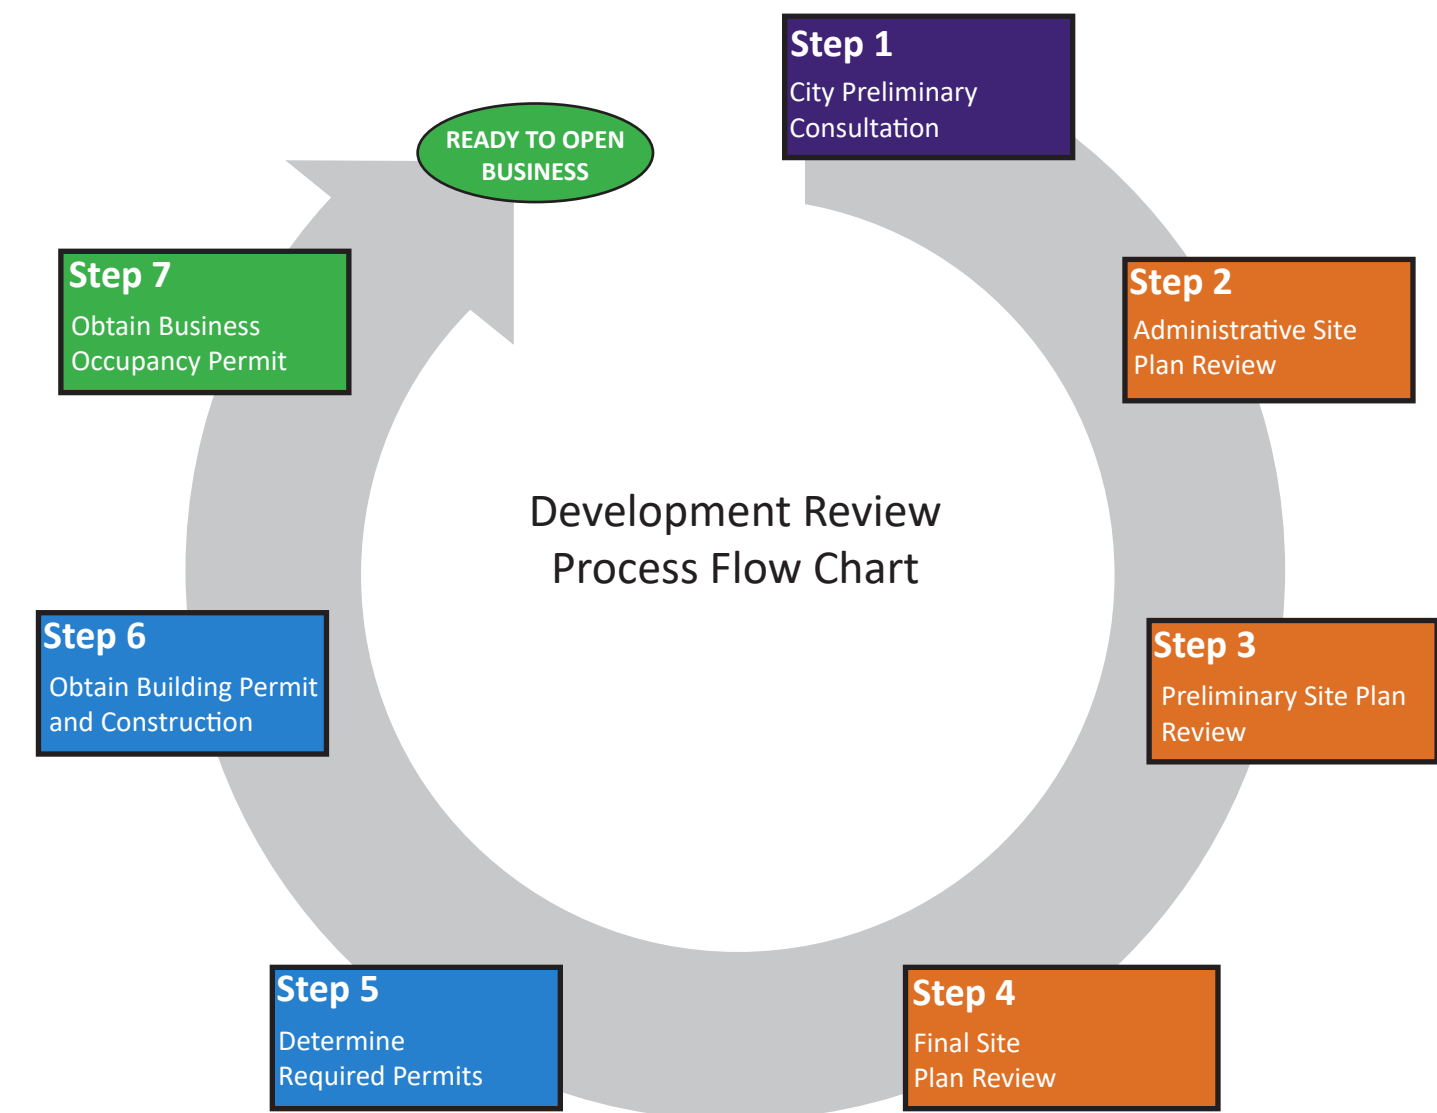 Step 1
City Preliminary
Consultation
READY TO OPEN
BUSINESS
Step 2
Administrative Site
Plan Review
Step 3
Preliminary Site Plan
Review
Step 4
Final Site
Plan Review
Step 5
Determine
Required Permits
Step 6
Obtain Building Permit
and Construction
Step 7
Obtain Business
Occupancy Permit
Development Review
Process Flow Chart